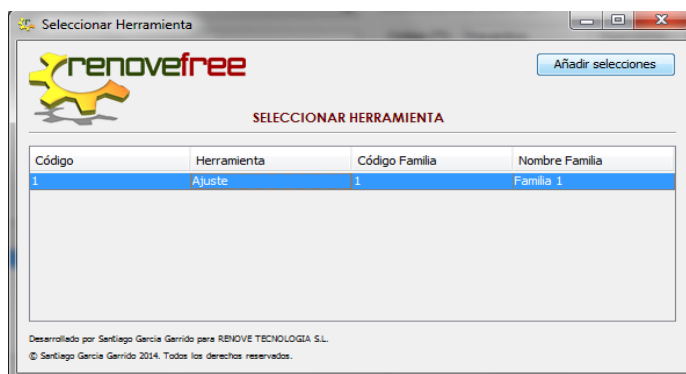 Seleccionar Herramienta
renovefree
Añadir selecciones
SELECCIONAR HERRAMIENTA
Código Herramienta Código Familia Nombre Familia
1 Ajuste 1 Familia 1
Desarrollado por Santiago Garcia Garrido para RENOVE TECNOLOGIA S.L.
© Santiago Garcia Garrido 2014. Todos los derechos reservados.